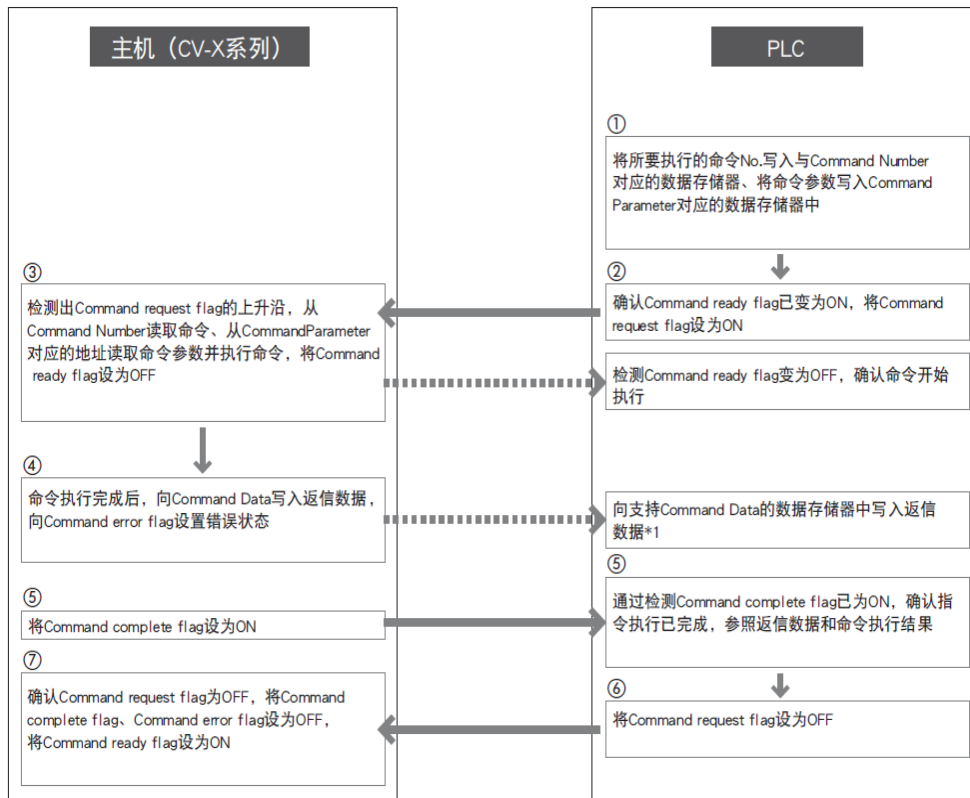 主机（CV-X系列）
PLC
①
将所要执行的命令No.写入与Command Number
对应的数据存储器、将命令参数写入Command
Parameter对应的数据存储器中
②
确认Command ready flag已变为ON，将Command
request flag设为ON
③
检测出Command request flag的上升沿，从
Command Number读取命令、从CommandParameter
对应的地址读取命令参数并执行命令，将Command
ready flag设为OFF
检测Command ready flag变为OFF，确认命令开始
执行
④
命令执行完成后，向Command Data写入返信数据，
向Command error flag设置错误状态
向支持Command Data的数据存储器中写入返信
数据*1
⑤
将Command complete flag设为ON
⑤
通过检测Command complete flag已为ON，确认指
令执行已完成，参照返信数据和命令执行结果
⑥
将Command request flag设为OFF
⑦
确认Command request flag为OFF，将Command
complete flag、Command error flag设为OFF，
将Command ready flag设为ON